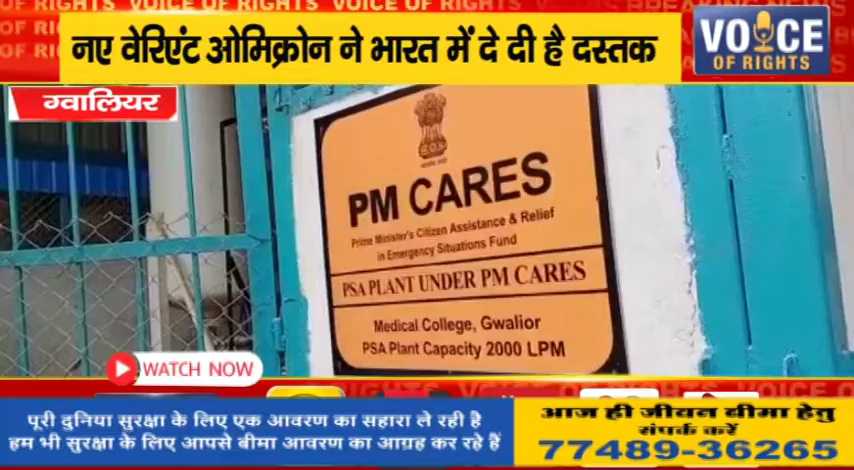 नए वेरिएंट ओमिक्रोन ने भारत में दे दी है दस्तक
VOICE
OF RIGHTS
ग्वालियर
PM CARES
Prime Minister's Citizen Assistance & Relief
in Emergency Situations Fund
PSA PLANT UNDER PM CARES
Medical College, Gwalior
PSA Plant Capacity 2000 LPM
WATCH NOW
पूरी दुनिया सुरक्षा के लिए एक आवरण का सहारा ले रही है
हम भी सुरक्षा के लिए आपसे बीमा आवरण का आग्रह कर रहे हैं
आज ही जीवन बीमा हेतु
संपर्क करें
77489-36265